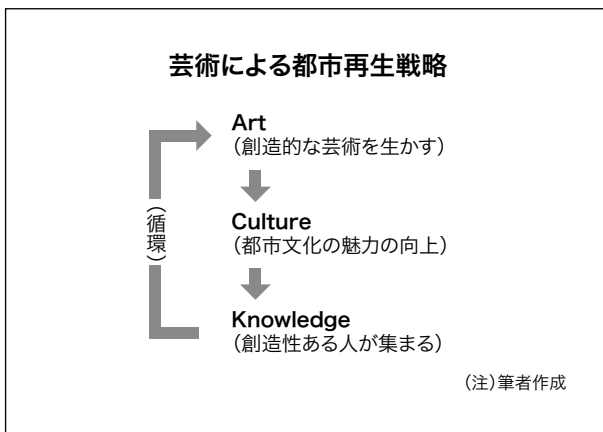 芸術による都市再生戦略
Art
(創造的な芸術を生かす)
Culture
(都市文化の魅力の向上)
Knowledge
(創造性ある人が集まる)
(循環)
(注)筆者作成